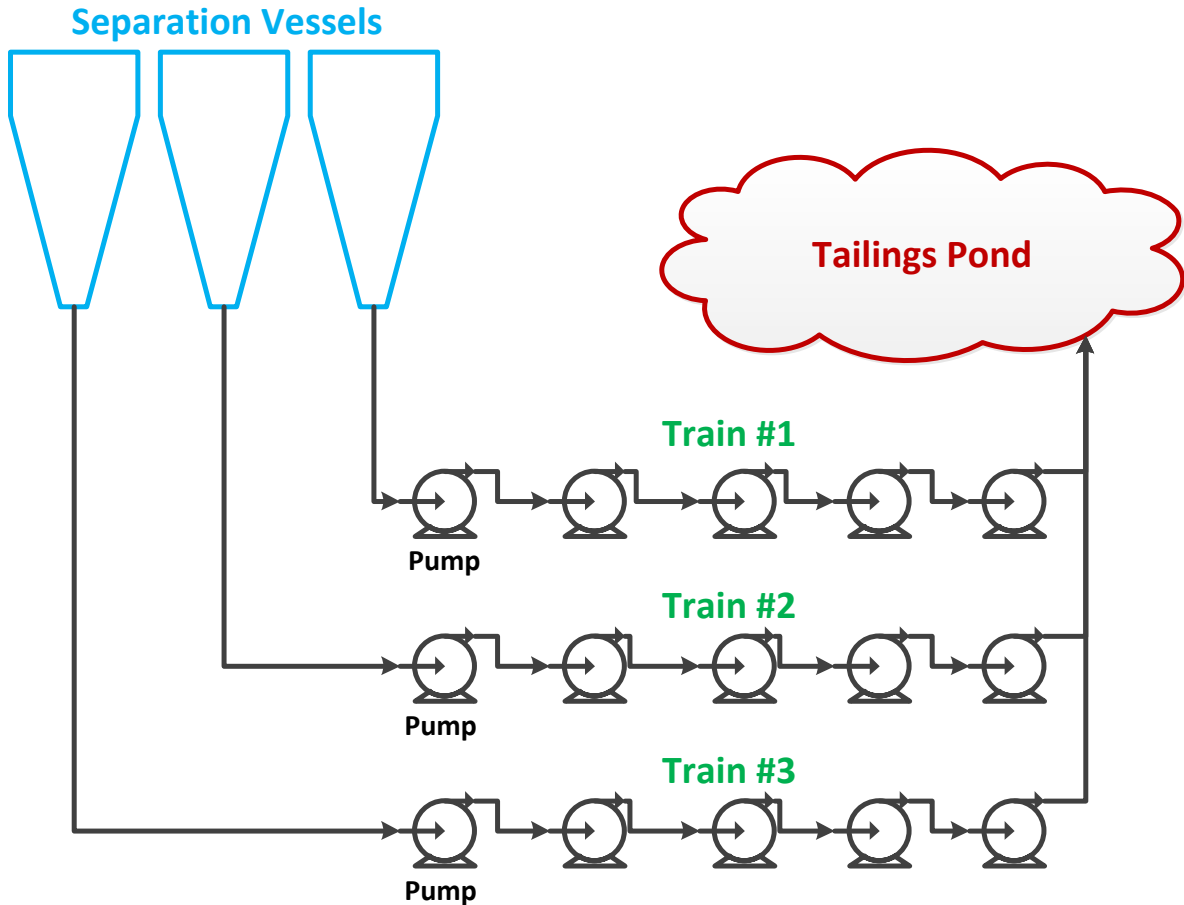 Separation Vessels
Tailings Pond
Train #1
Pump
Train #2
Pump
Train #3
Pump